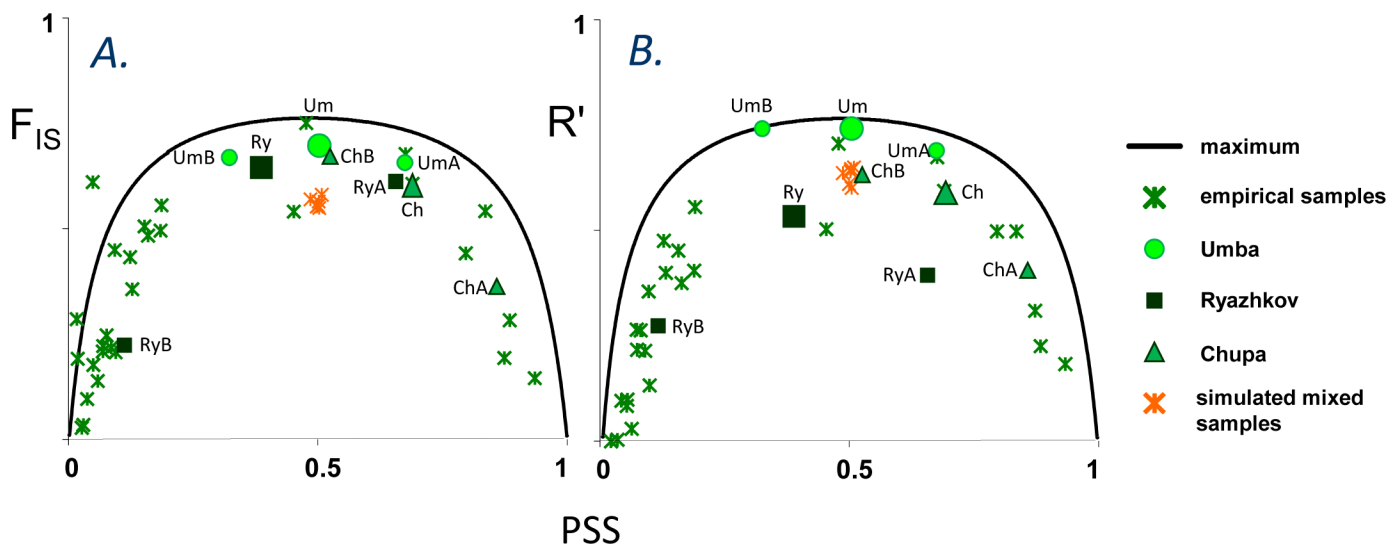 A.
1
F_IS
Um
Ry
UmB
ChB
UmA
RyA
Ch
ChA
RyB
0
0.5
1
B.
1
R'
UmB
Um
UmA
ChB
Ry
Ch
RyA
ChA
RyB
0
0.5
1
PSS
maximum
empirical samples
Umba
Ryazhkov
Chupa
simulated mixed
samples